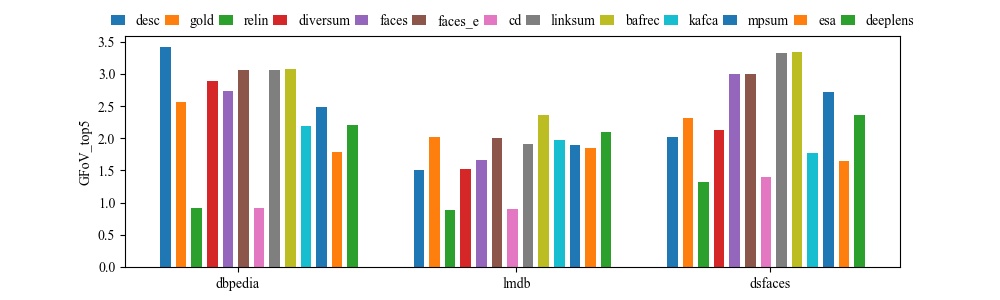 desc gold relin diversum faces faces_e cd linksum bafrec kafca mpsum esa deeplens
3.5
3.0
2.5
2.0
1.5
1.0
0.5
0.0
GFoV_top5
dbpedia lmdb dsfaces